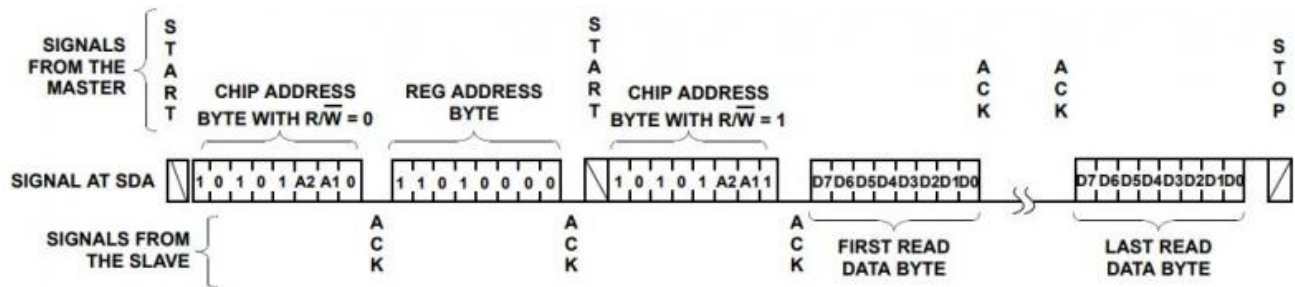 SIGNALS
FROM THE
MASTER
START
CHIP ADDRESS
BYTE WITH R/W̅ = 0
REG ADDRESS
BYTE
START
CHIP ADDRESS
BYTE WITH R/W̅ = 1
ACK
ACK
STOP
SIGNAL AT SDA
1 0 1 0 1 A2 A1 0
1 1 0 1 0 0 0 0
1 0 1 0 1 A2 A1 1
D7 D6 D5 D4 D3 D2 D1 D0
D7 D6 D5 D4 D3 D2 D1 D0
SIGNALS FROM
THE SLAVE
ACK
ACK
ACK
FIRST READ
DATA BYTE
LAST READ
DATA BYTE